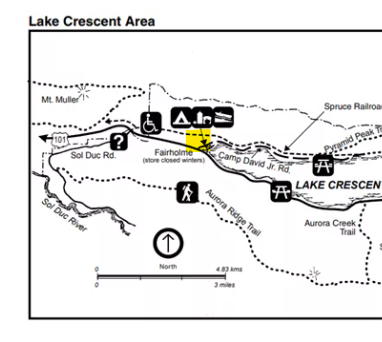 Lake Crescent Area
Mt. Muller
Spruce Railroa
101
?
Pyramid Peak T
Sol Duc Rd.
Fairholme
(store closed winters)
Camp David Jr. Rd.
LAKE CRESCENT
Sol Duc River
Aurora Ridge Trail
Aurora Creek
Trail
S
North
0 4.83 kms
0 3 miles